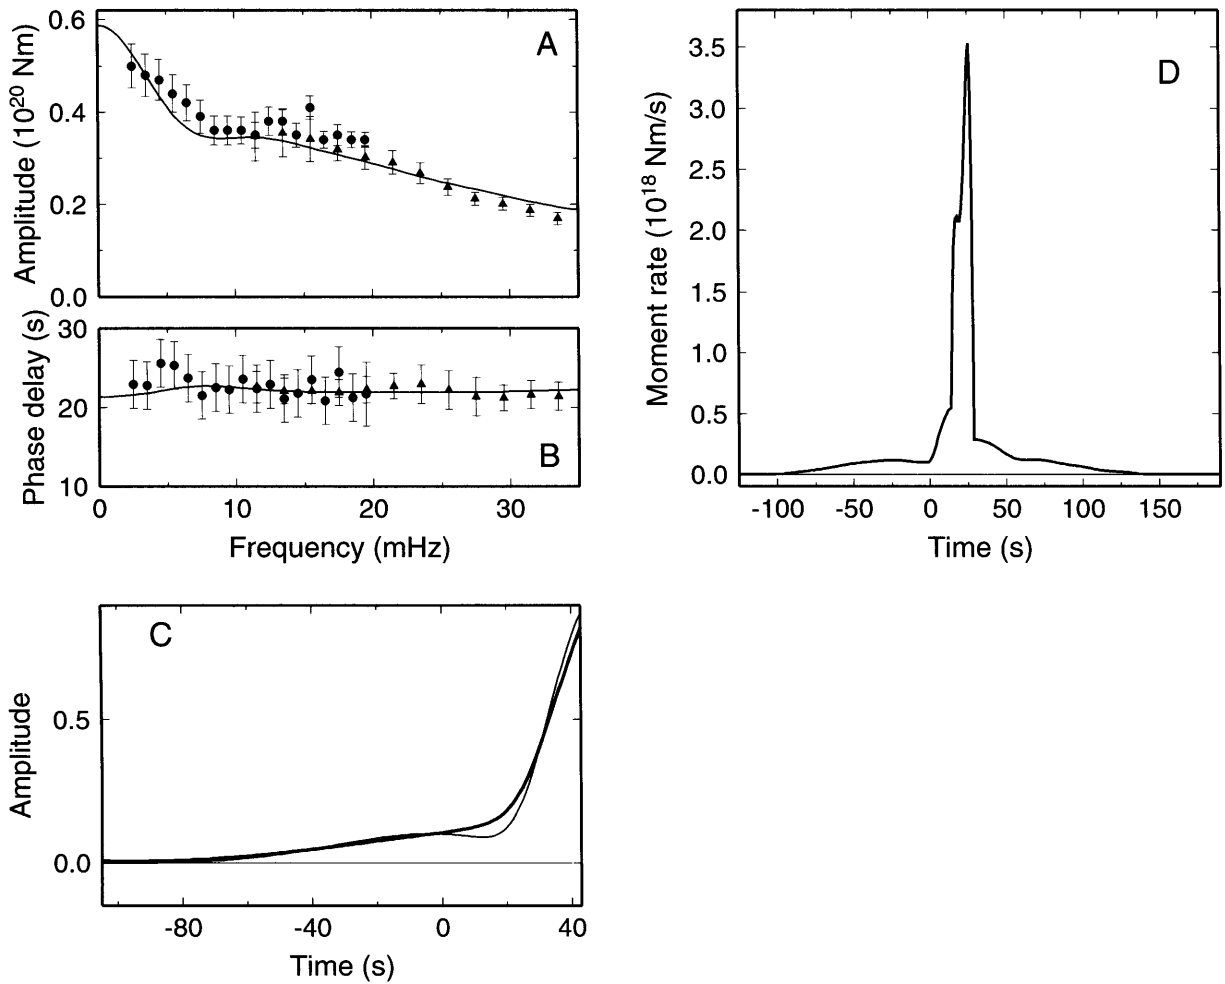 0.6
0.4
0.2
0.0
Amplitude (10²⁰ Nm)
A
30
20
10
Phase delay (s)
B
0 10 20 30
Frequency (mHz)
C
0.5
0.0
Amplitude
-80 -40 0 40
Time (s)
D
3.5
3.0
2.5
2.0
1.5
1.0
0.5
0.0
Moment rate (10¹⁸ Nm/s)
-100 -50 0 50 100 150
Time (s)